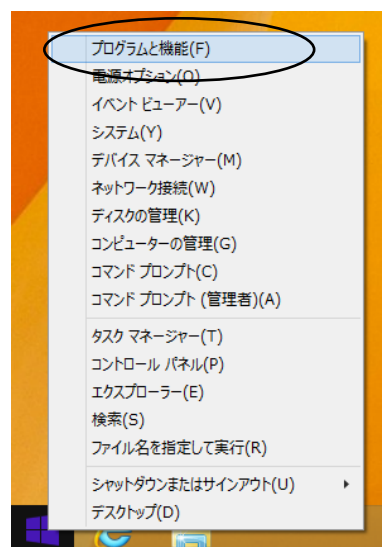 プログラムと機能(F)
電源オプション(O)
イベント ビューアー(V)
システム(Y)
デバイス マネージャー(M)
ネットワーク接続(W)
ディスクの管理(K)
コンピューターの管理(G)
コマンド プロンプト(C)
コマンド プロンプト (管理者)(A)
タスク マネージャー(T)
コントロール パネル(P)
エクスプローラー(E)
検索(S)
ファイル名を指定して実行(R)
シャットダウンまたはサインアウト(U)
デスクトップ(D)